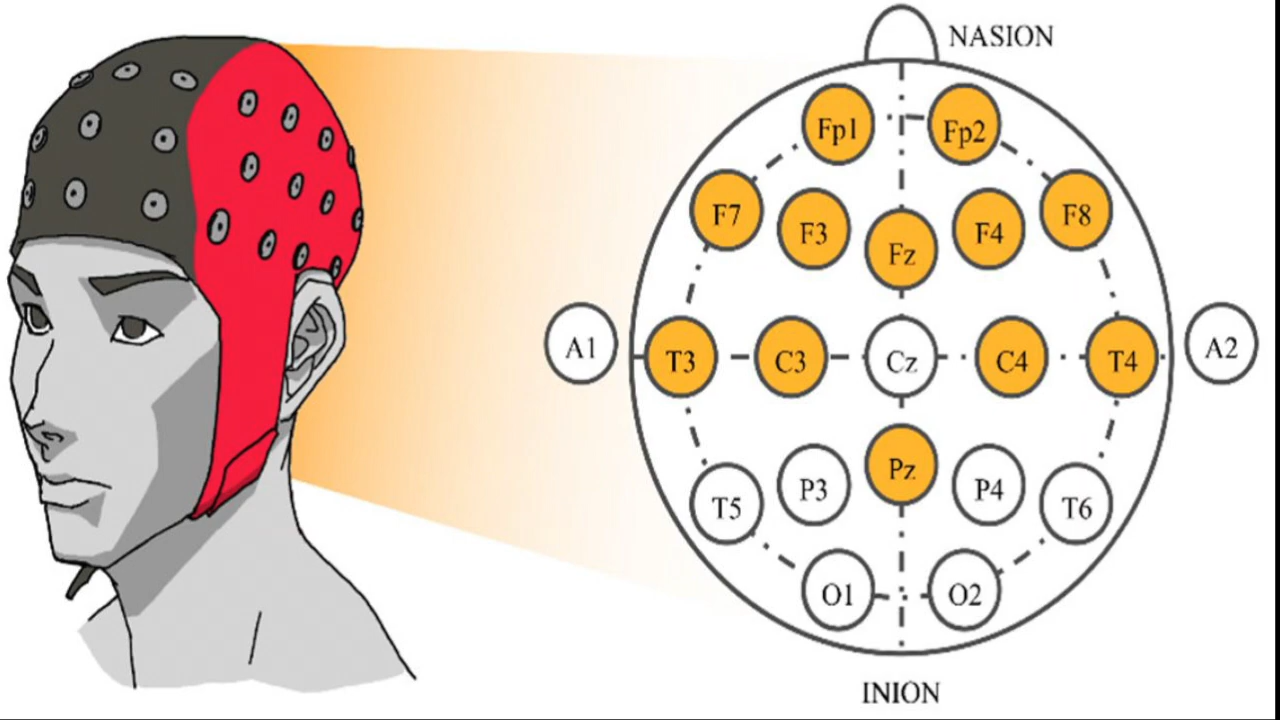 NASION
Fp1
Fp2
F7
F3
Fz
F4
F8
A1
T3
C3
Cz
C4
T4
A2
T5
P3
Pz
P4
T6
O1
O2
INION